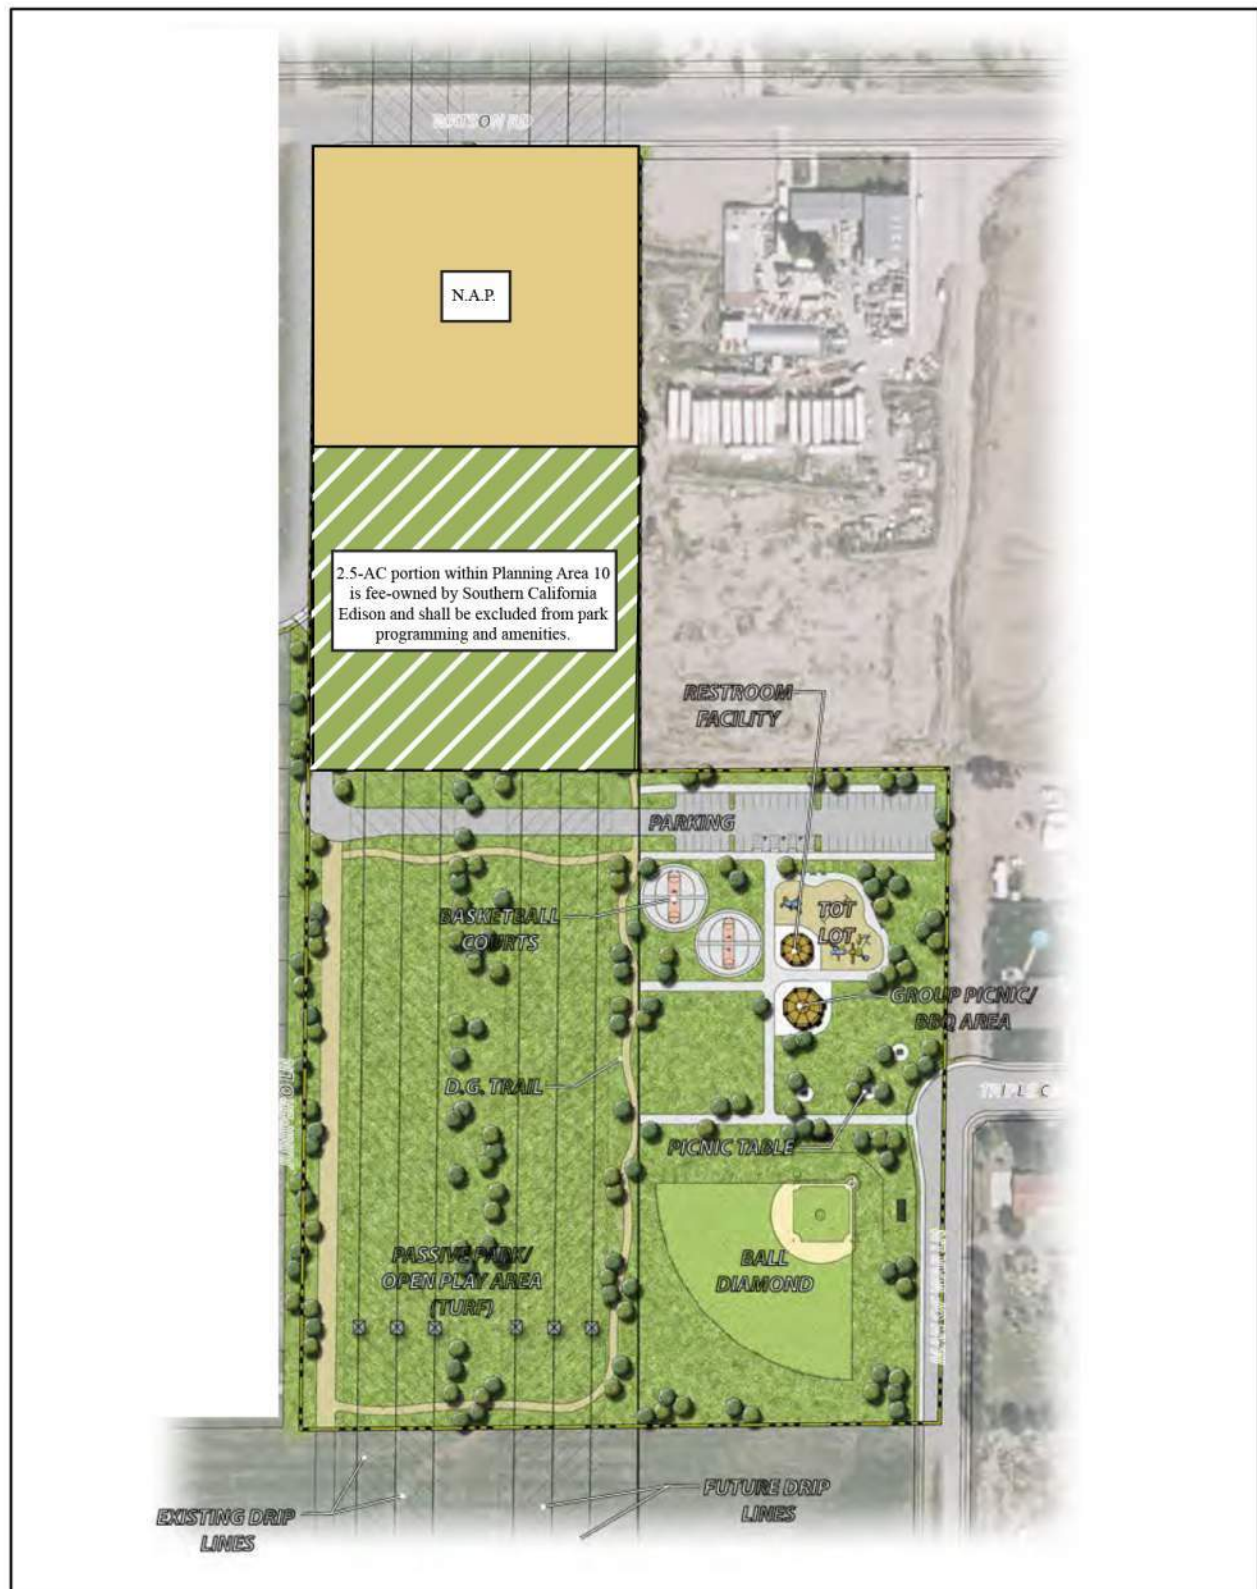 N.A.P.
2.5-AC portion within Planning Area 10
is fee-owned by Southern California
Edison and shall be excluded from park
programming and amenities.
RESTROOM
FACILITY
PARKING
BASKETBALL
COURTS
TOT
LOT
GROUP PICNIC/
BBQ AREA
D.G. TRAIL
PICNIC TABLE
PASSIVE PARK/
OPEN PLAY AREA
(TURF)
BALL
DIAMOND
EXISTING DRIP
LINES
FUTURE DRIP
LINES